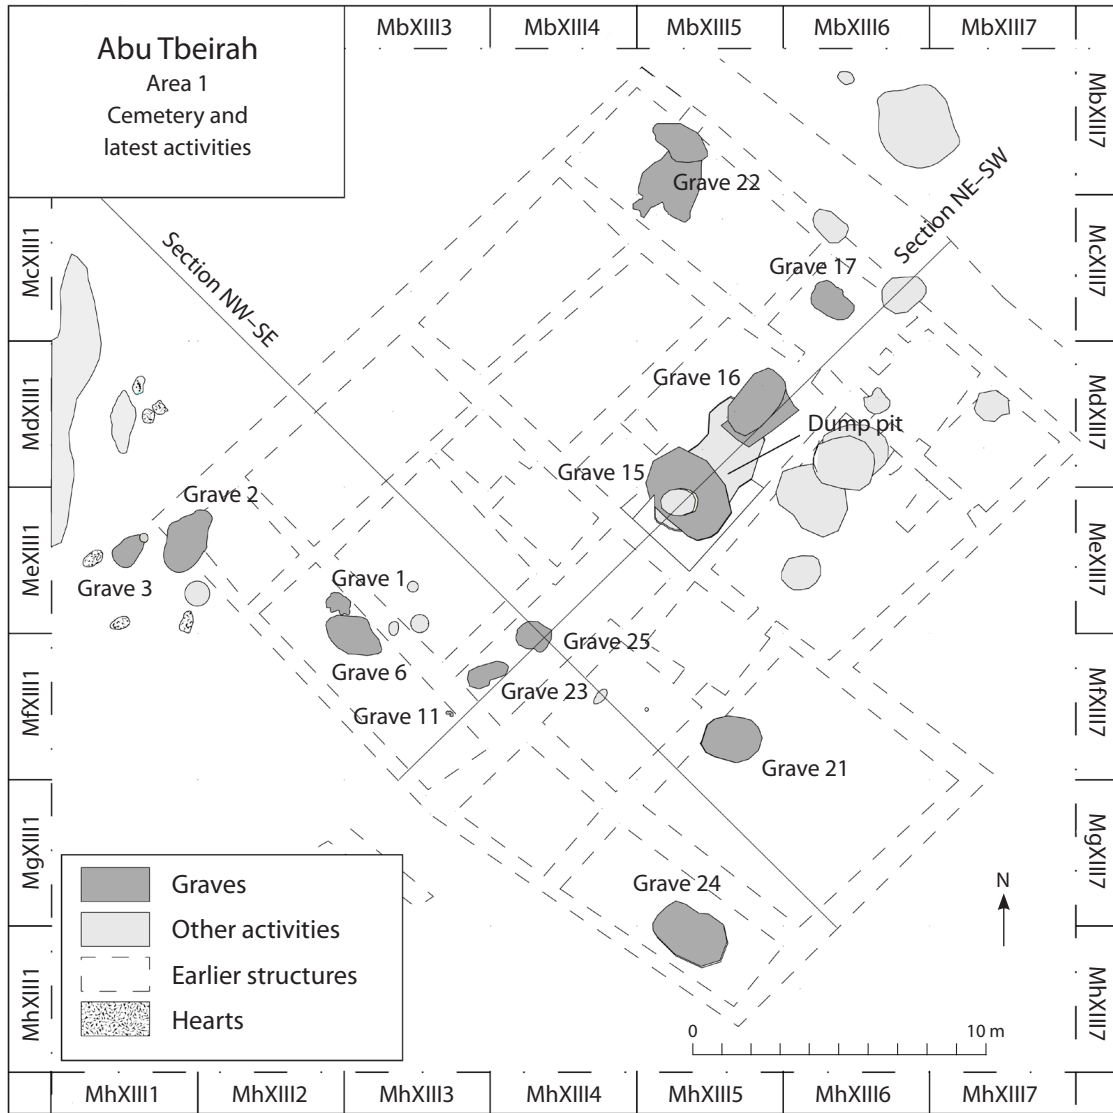 MbXIII3
MbXIII4
MbXIII5
MbXIII6
MbXIII7
Abu Tbeirah
Area 1
Cemetery and
latest activities
MbXIII7
McXIII1
McXIII7
MdXIII1
MdXIII7
MeXIII1
MeXIII7
MfXIII1
MfXIII7
MgXIII1
MgXIII7
MhXIII1
MhXIII7
Section NW–SE
Section NE–SW
Grave 22
Grave 17
Grave 16
Dump pit
Grave 15
Grave 2
Grave 3
Grave 1
Grave 6
Grave 25
Grave 23
Grave 11
Grave 21
Grave 24
Graves
Other activities
Earlier structures
Hearts
N
0
10 m
MhXIII1
MhXIII2
MhXIII3
MhXIII4
MhXIII5
MhXIII6
MhXIII7